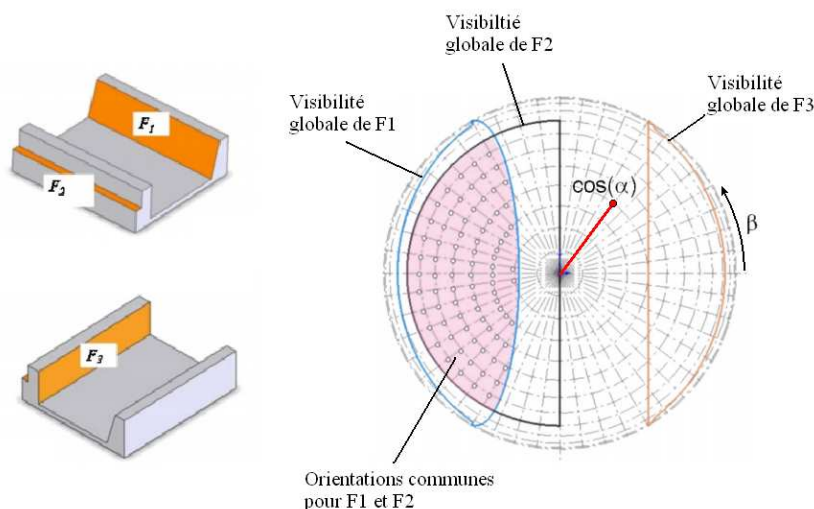 F1
F2
F3
Visibiltié
globale de F2
Visibilité
globale de F1
Visibilité
globale de F3
cos(α)
β
Orientations communes
pour F1 et F2